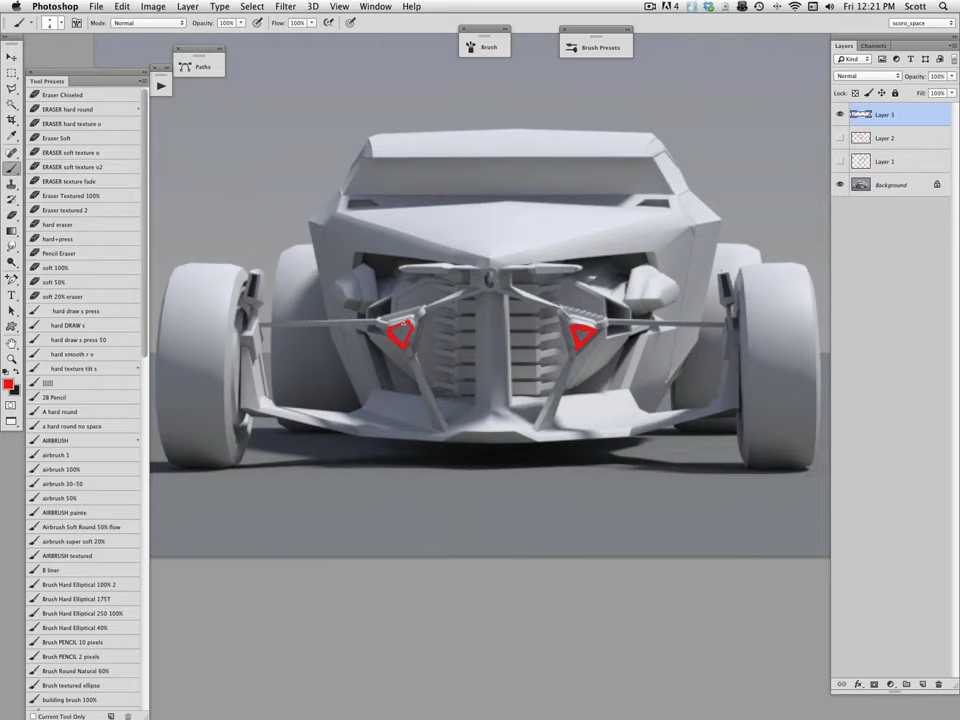 Photoshop File Edit Image Layer Type Select Filter 3D View Window Help
4 Fri 12:21 PM Scott
4 Mode: Normal Opacity: 100% Flow: 100%
scoro_space
Paths
Brush
Brush Presets
Tool Presets
Eraser Chiseled
ERASER hard round
ERASER hard texture o
Eraser Soft
ERASER soft texture o
ERASER soft texture o2
ERASER texture fade
Eraser Textured 100%
Eraser textured 2
hard eraser
hard+press
Pencil Eraser
soft 100%
soft 50%
soft 20% eraser
hard draw s press
hard DRAW s
hard draw s press 50
hard smooth r o
hard texture tilt s
2B Pencil
A hard round
a hard round no space
AIRBRUSH
airbrush 1
airbrush 100%
airbrush 30-50
airbrush 50%
AIRBRUSH painte
Airbrush Soft Round 50% flow
airbrush super soft 20%
AIRBRUSH textured
B liner
Brush Hard Elliptical 100% 2
Brush Hard Elliptical 175T
Brush Hard Elliptical 250 100%
Brush Hard Elliptical 40%
Brush PENCIL 10 pixels
Brush PENCIL 2 pixels
Brush Round Natural 60%
Brush textured ellipse
building brush 100%
Current Tool Only
Layers Channels
Kind
Normal Opacity: 100%
Lock: Fill: 100%
Layer 3
Layer 2
Layer 1
Background
fx